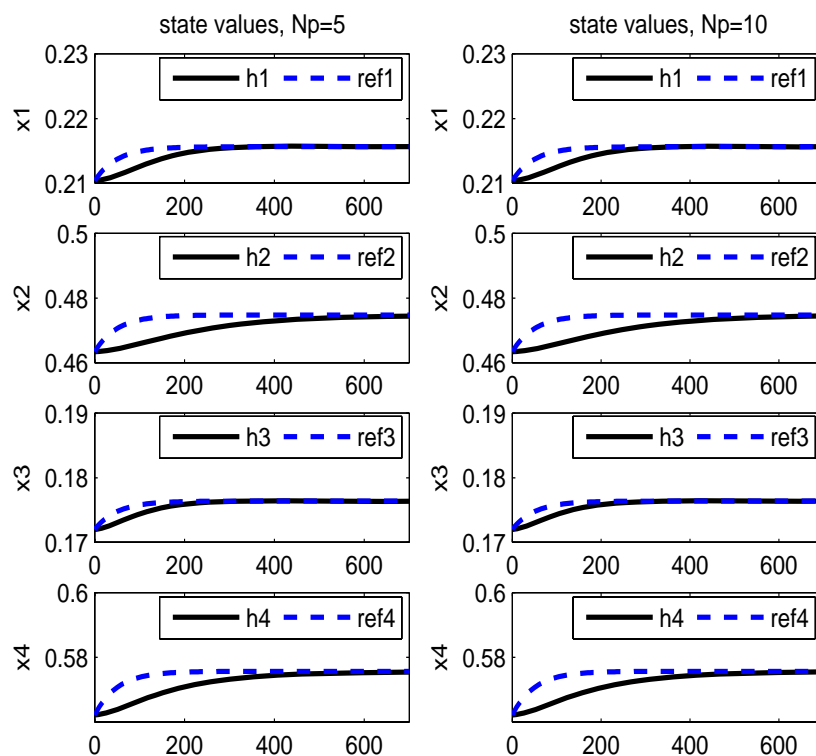 state values, Np=5
state values, Np=10
0.23
0.22
0.21
x1
h1 ref1
0 200 400 600
0.23
0.22
0.21
x1
h1 ref1
0 200 400 600
0.5
0.48
0.46
x2
h2 ref2
0 200 400 600
0.5
0.48
0.46
x2
h2 ref2
0 200 400 600
0.19
0.18
0.17
x3
h3 ref3
0 200 400 600
0.19
0.18
0.17
x3
h3 ref3
0 200 400 600
0.6
0.58
x4
h4 ref4
0 200 400 600
0.6
0.58
x4
h4 ref4
0 200 400 600